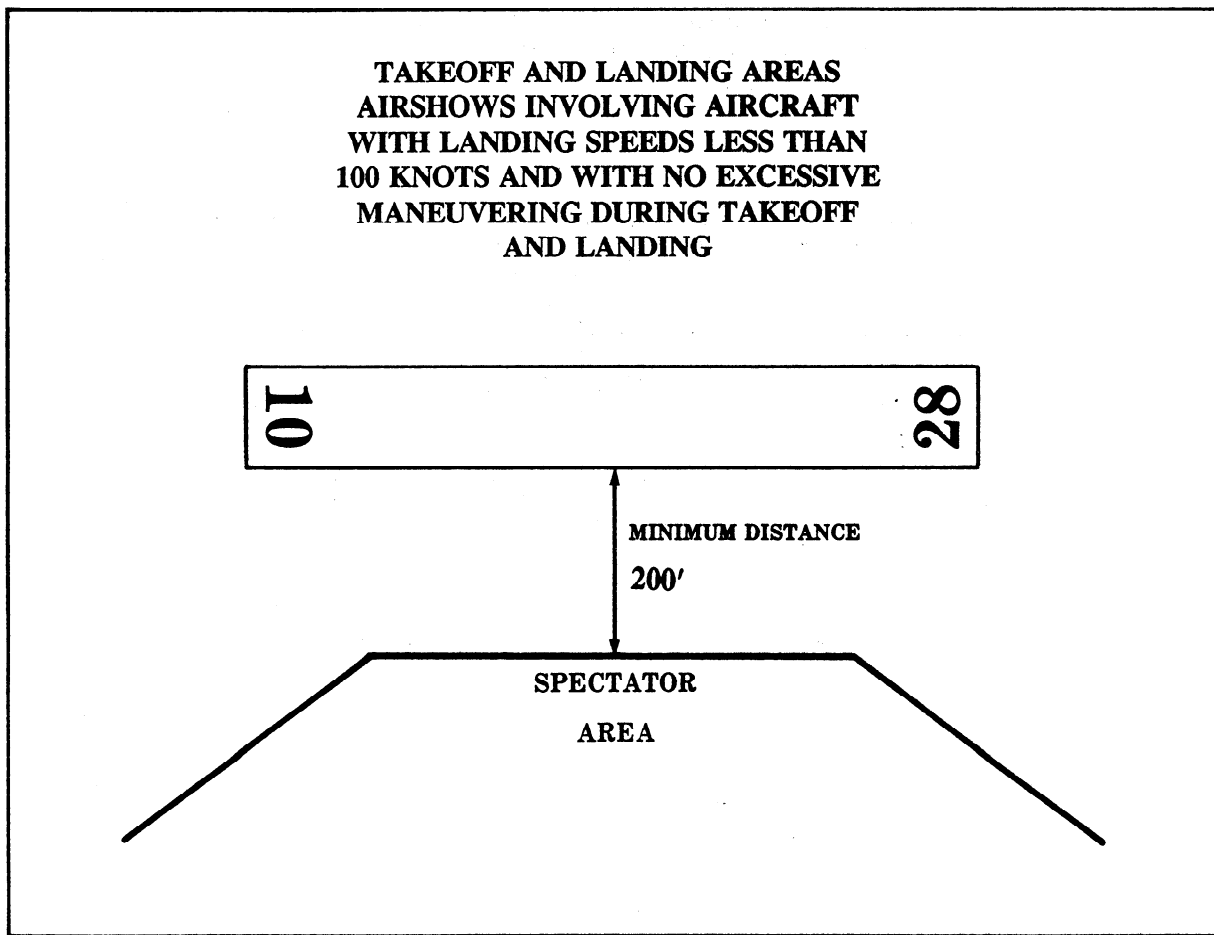 TAKEOFF AND LANDING AREAS
AIRSHOWS INVOLVING AIRCRAFT
WITH LANDING SPEEDS LESS THAN
100 KNOTS AND WITH NO EXCESSIVE
MANEUVERING DURING TAKEOFF
AND LANDING
10
28
MINIMUM DISTANCE
200'
SPECTATOR
AREA